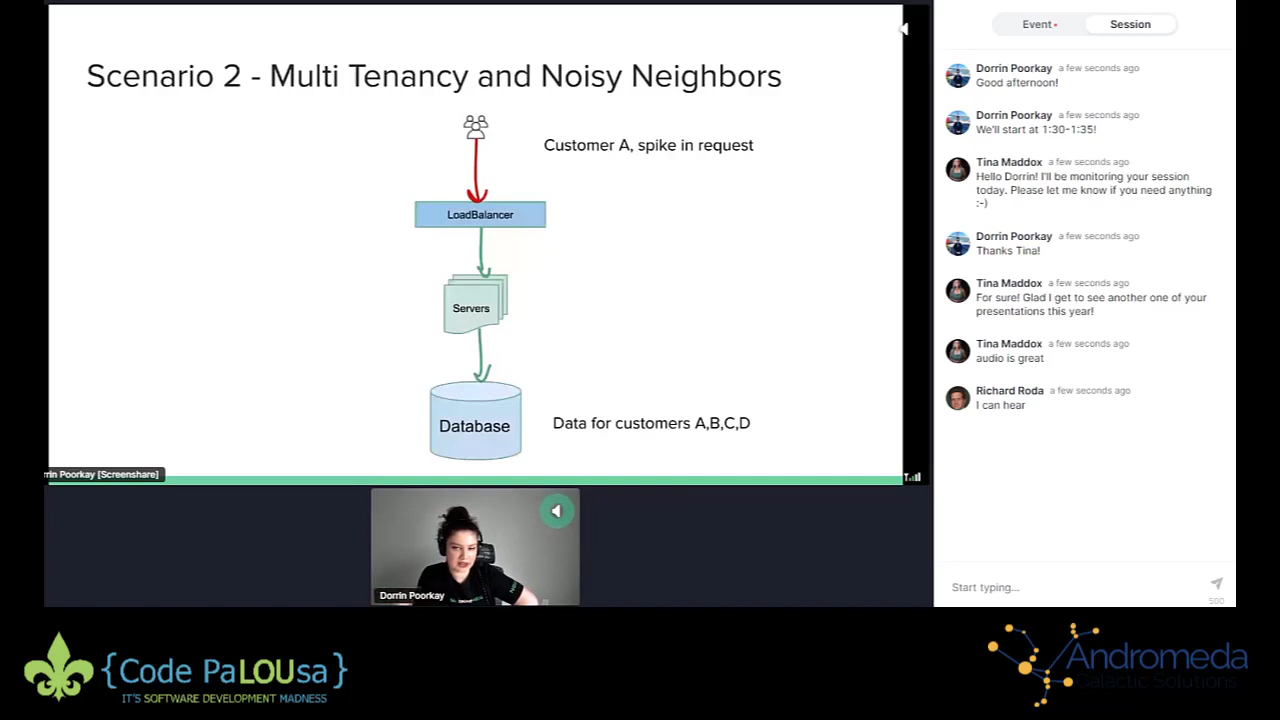 Scenario 2 - Multi Tenancy and Noisy Neighbors
Customer A, spike in request
LoadBalancer
Servers
Database
Data for customers A,B,C,D
rrin Poorkay [Screenshare]
Dorrin Poorkay
Event
Session
Dorrin Poorkay a few seconds ago
Good afternoon!
Dorrin Poorkay a few seconds ago
We'll start at 1:30-1:35!
Tina Maddox a few seconds ago
Hello Dorrin! I'll be monitoring your session
today. Please let me know if you need anything
:-)
Dorrin Poorkay a few seconds ago
Thanks Tina!
Tina Maddox a few seconds ago
For sure! Glad I get to see another one of your
presentations this year!
Tina Maddox a few seconds ago
audio is great
Richard Roda a few seconds ago
I can hear
Start typing...
500
{Code PaLOUsa}
IT'S SOFTWARE DEVELOPMENT MADNESS
Andromeda
Galactic Solutions